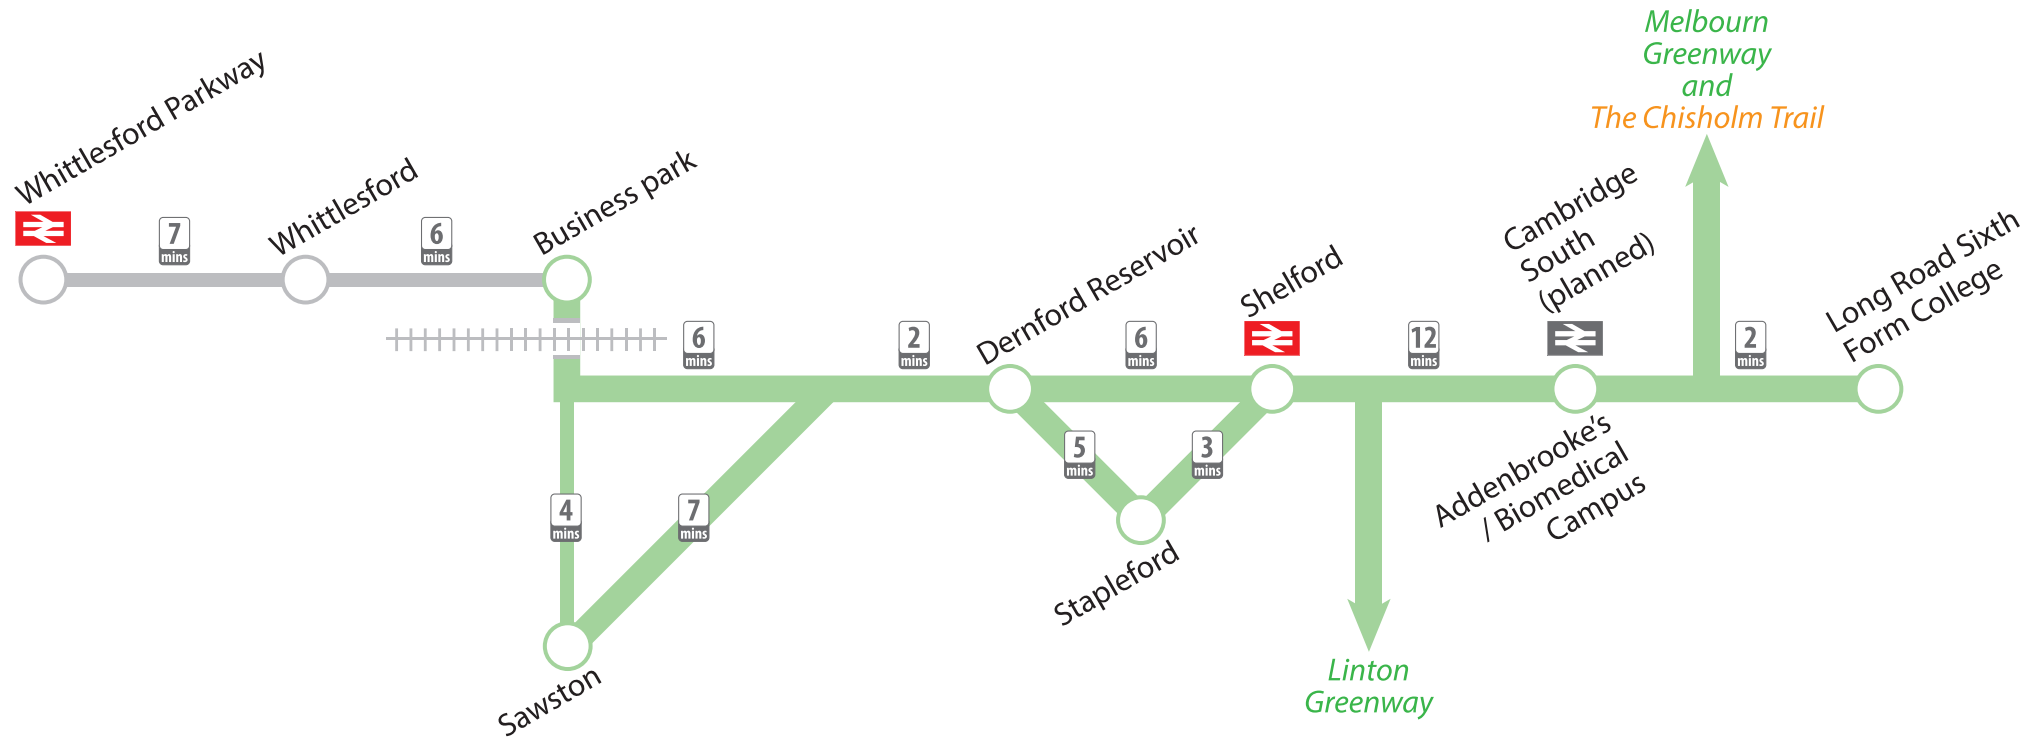 Melbourn
Greenway
and
The Chisholm Trail
Whittlesford Parkway
Whittlesford
Business park
Dernford Reservoir
Shelford
Cambridge
South
(planned)
Long Road Sixth
Form College
7
mins
6
mins
6
mins
2
mins
6
mins
12
mins
2
mins
5
mins
3
mins
4
mins
7
mins
Addenbrooke’s
/ Biomedical
Campus
Stapleford
Sawston
Linton
Greenway